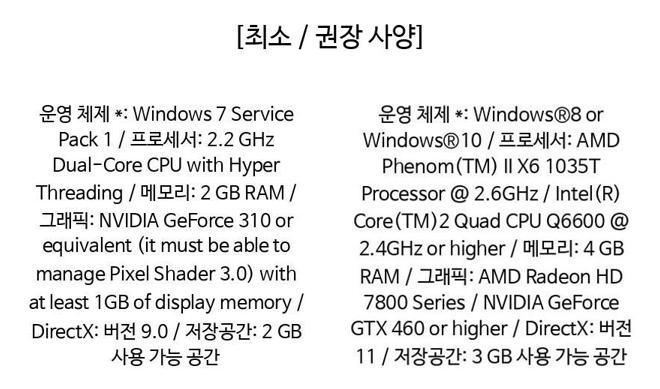 [최소 / 권장 사양]
운영 체제 *: Windows 7 Service
Pack 1 / 프로세서: 2.2 GHz
Dual-Core CPU with Hyper
Threading / 메모리: 2 GB RAM /
그래픽: NVIDIA GeForce 310 or
equivalent (it must be able to
manage Pixel Shader 3.0) with
at least 1GB of display memory /
DirectX: 버전 9.0 / 저장공간: 2 GB
사용 가능 공간
운영 체제 *: Windows®8 or
Windows®10 / 프로세서: AMD
Phenom(TM) II X6 1035T
Processor @ 2.6GHz / Intel(R)
Core(TM)2 Quad CPU Q6600 @
2.4GHz or higher / 메모리: 4 GB
RAM / 그래픽: AMD Radeon HD
7800 Series / NVIDIA GeForce
GTX 460 or higher / DirectX: 버전
11 / 저장공간: 3 GB 사용 가능 공간